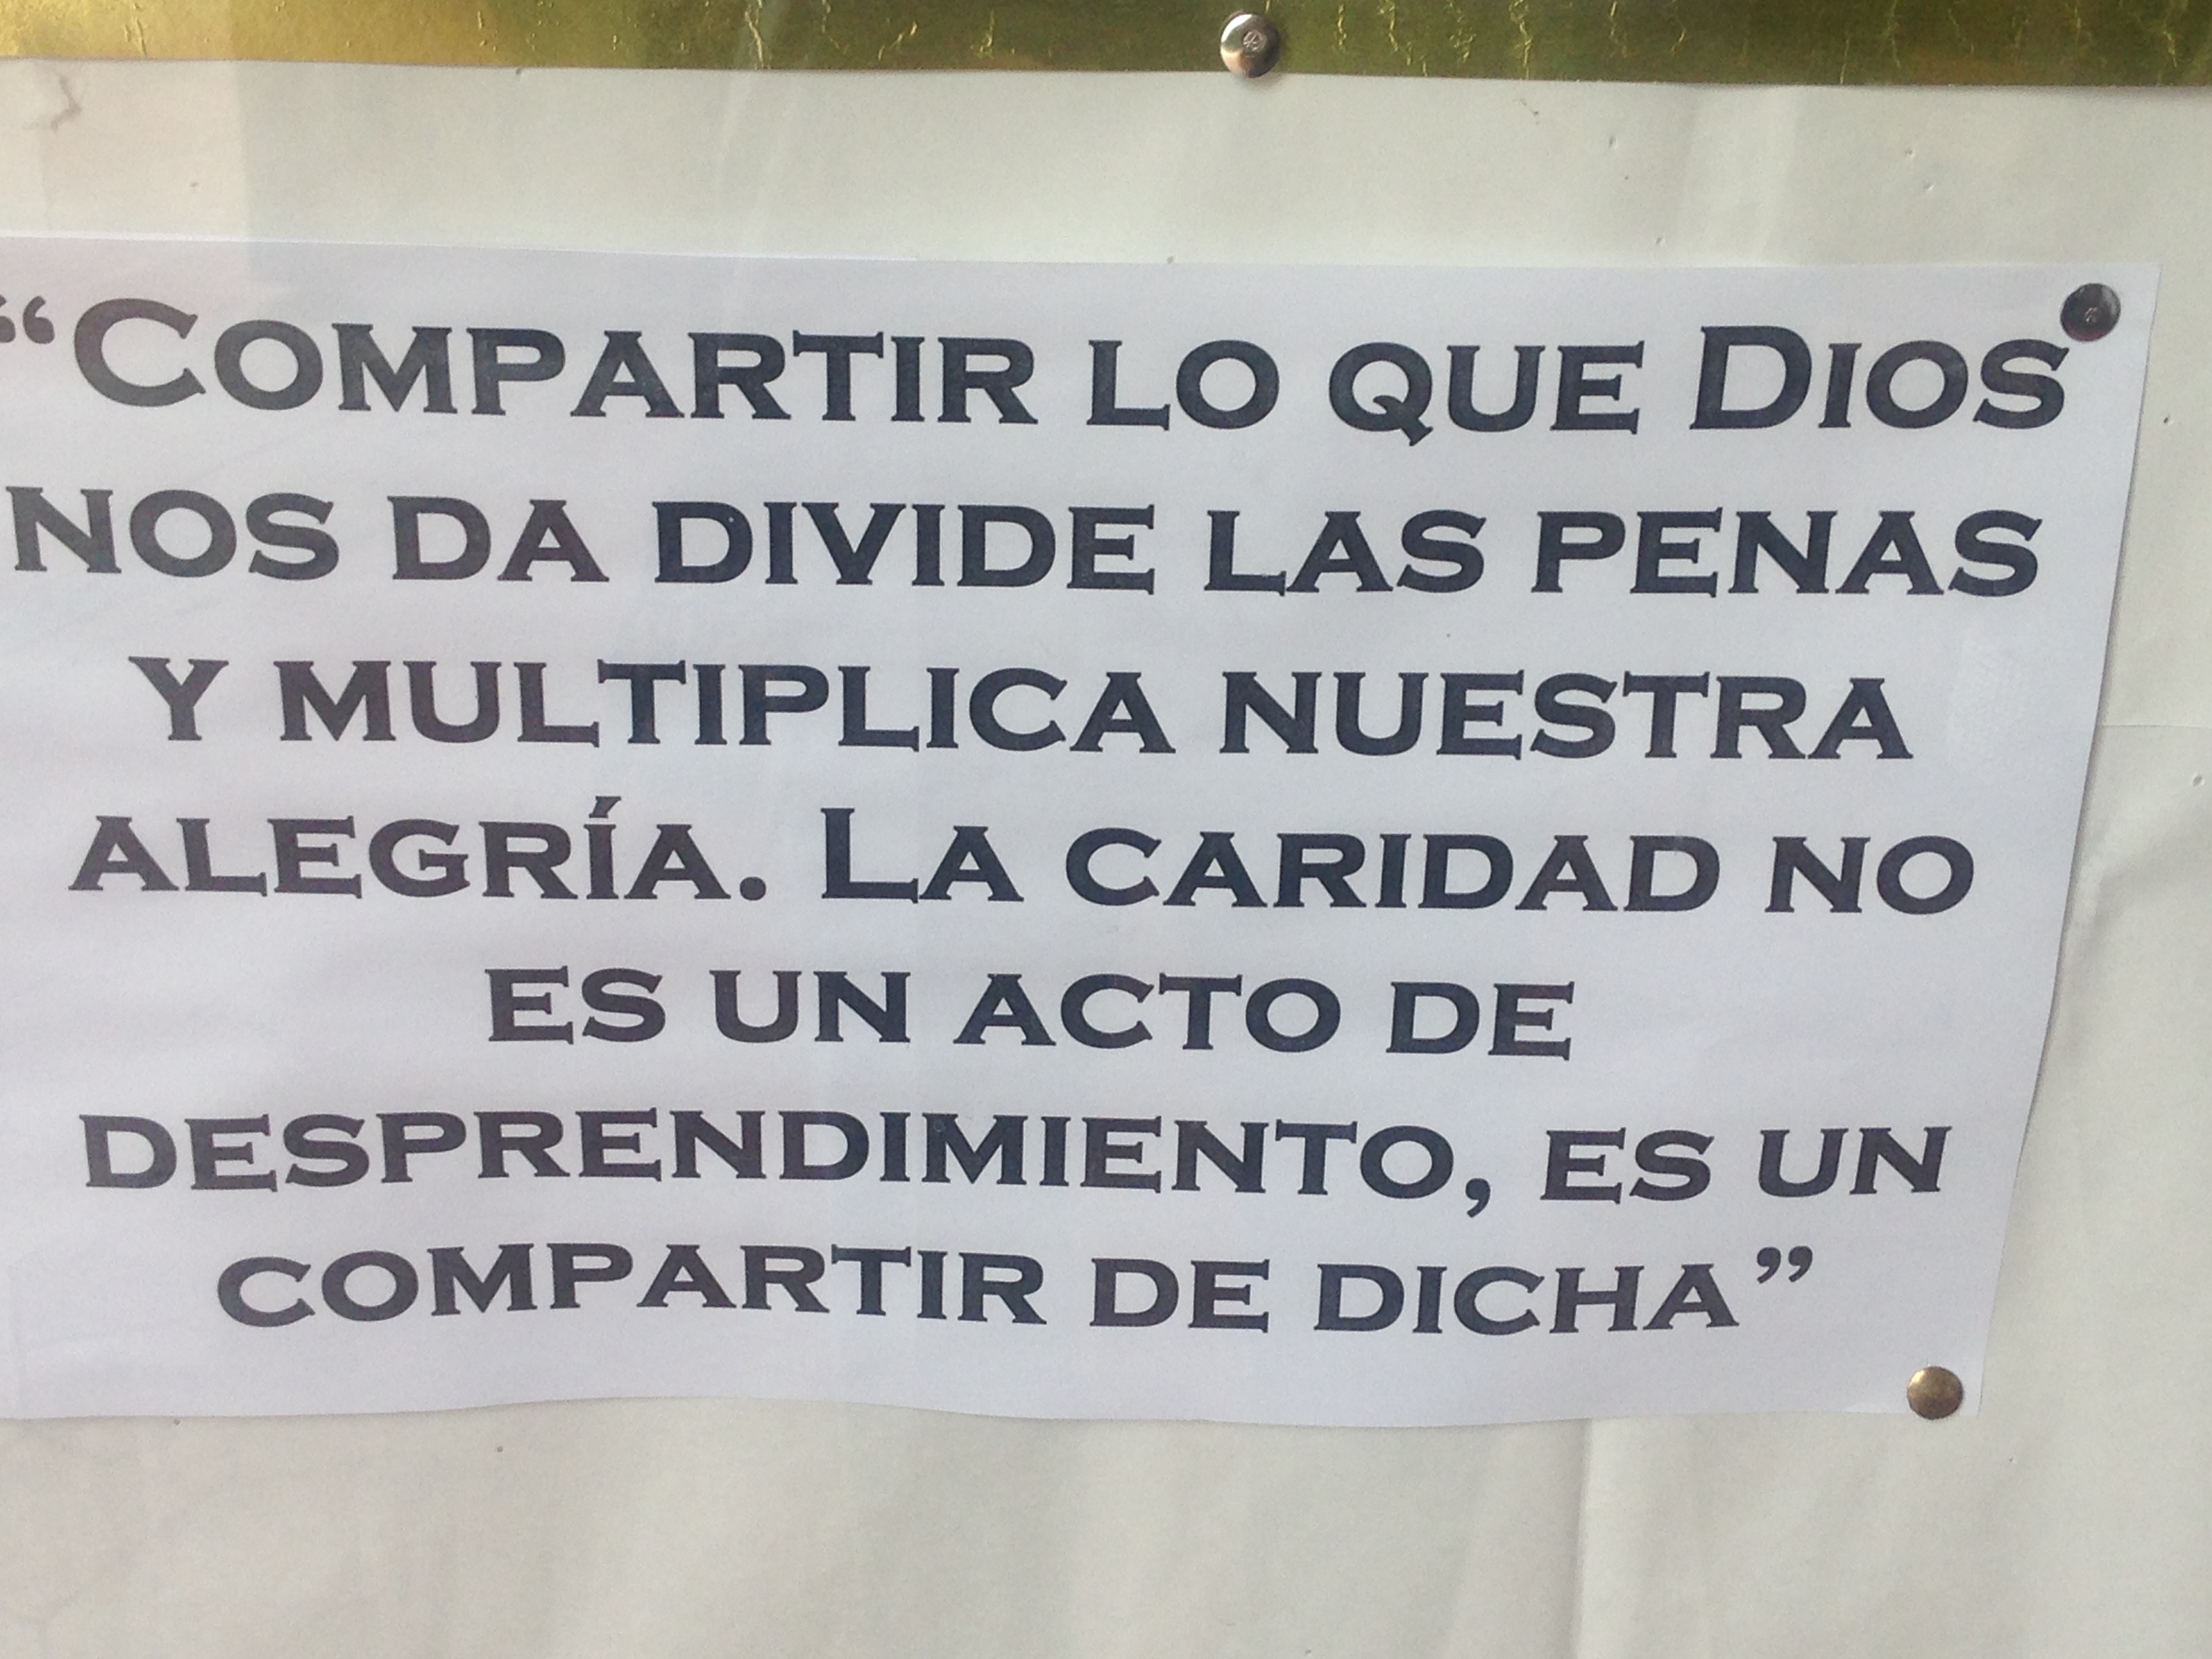 “Compartir lo que Dios
nos da divide las penas
y multiplica nuestra
alegría. La caridad no
es un acto de
desprendimiento, es un
compartir de dicha”